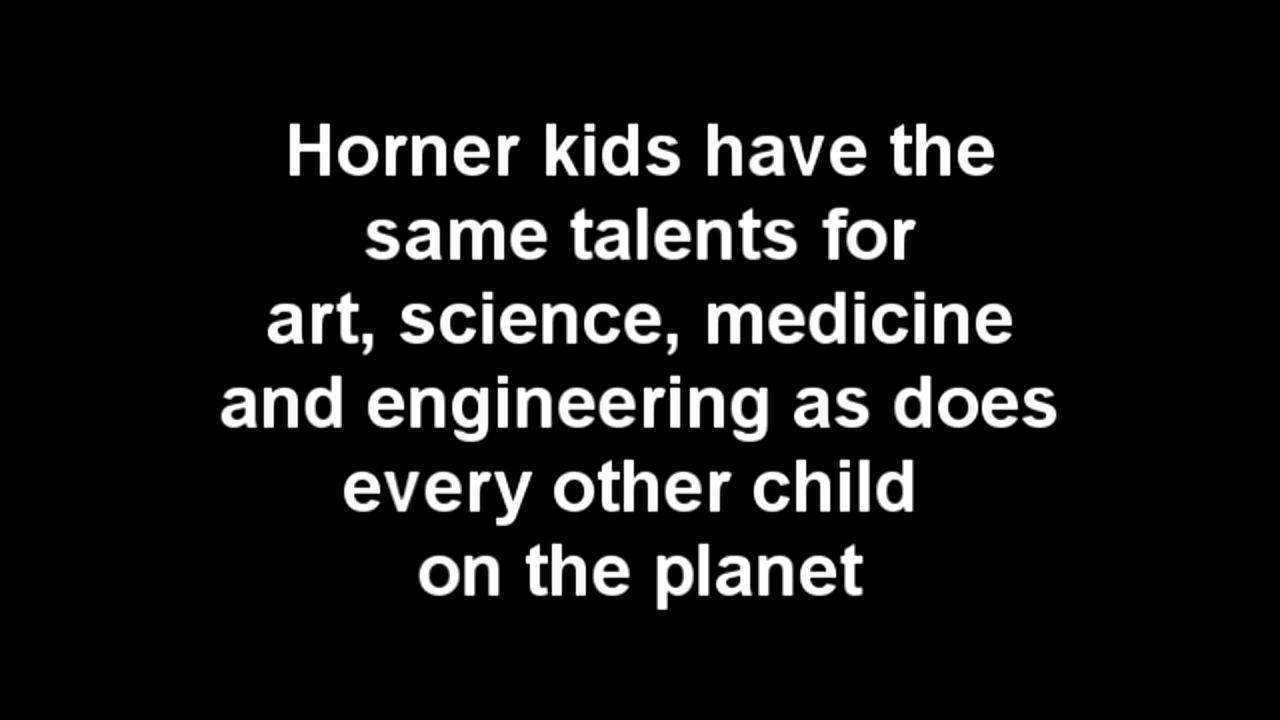 Horner kids have the
same talents for
art, science, medicine
and engineering as does
every other child
on the planet